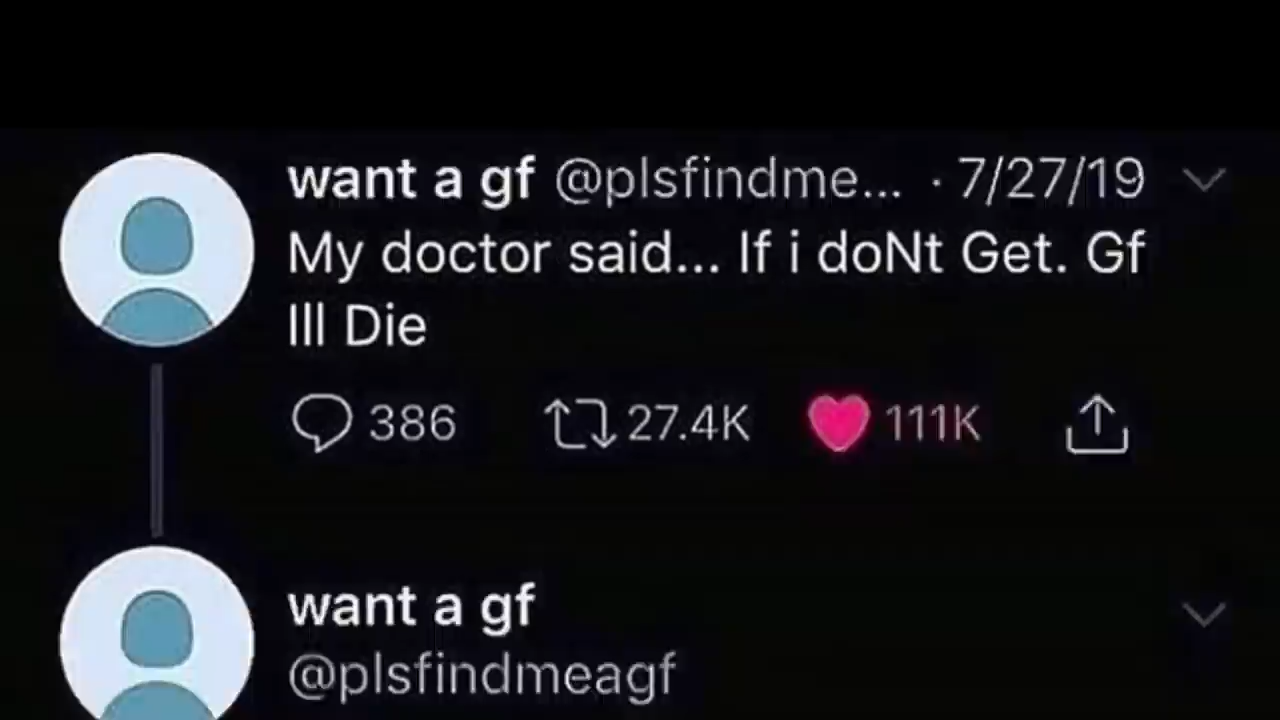 want a gf @plsfindme... · 7/27/19
My doctor said... If i doNt Get. Gf
Ill Die
386 27.4K 111K
want a gf
@plsfindmeagf